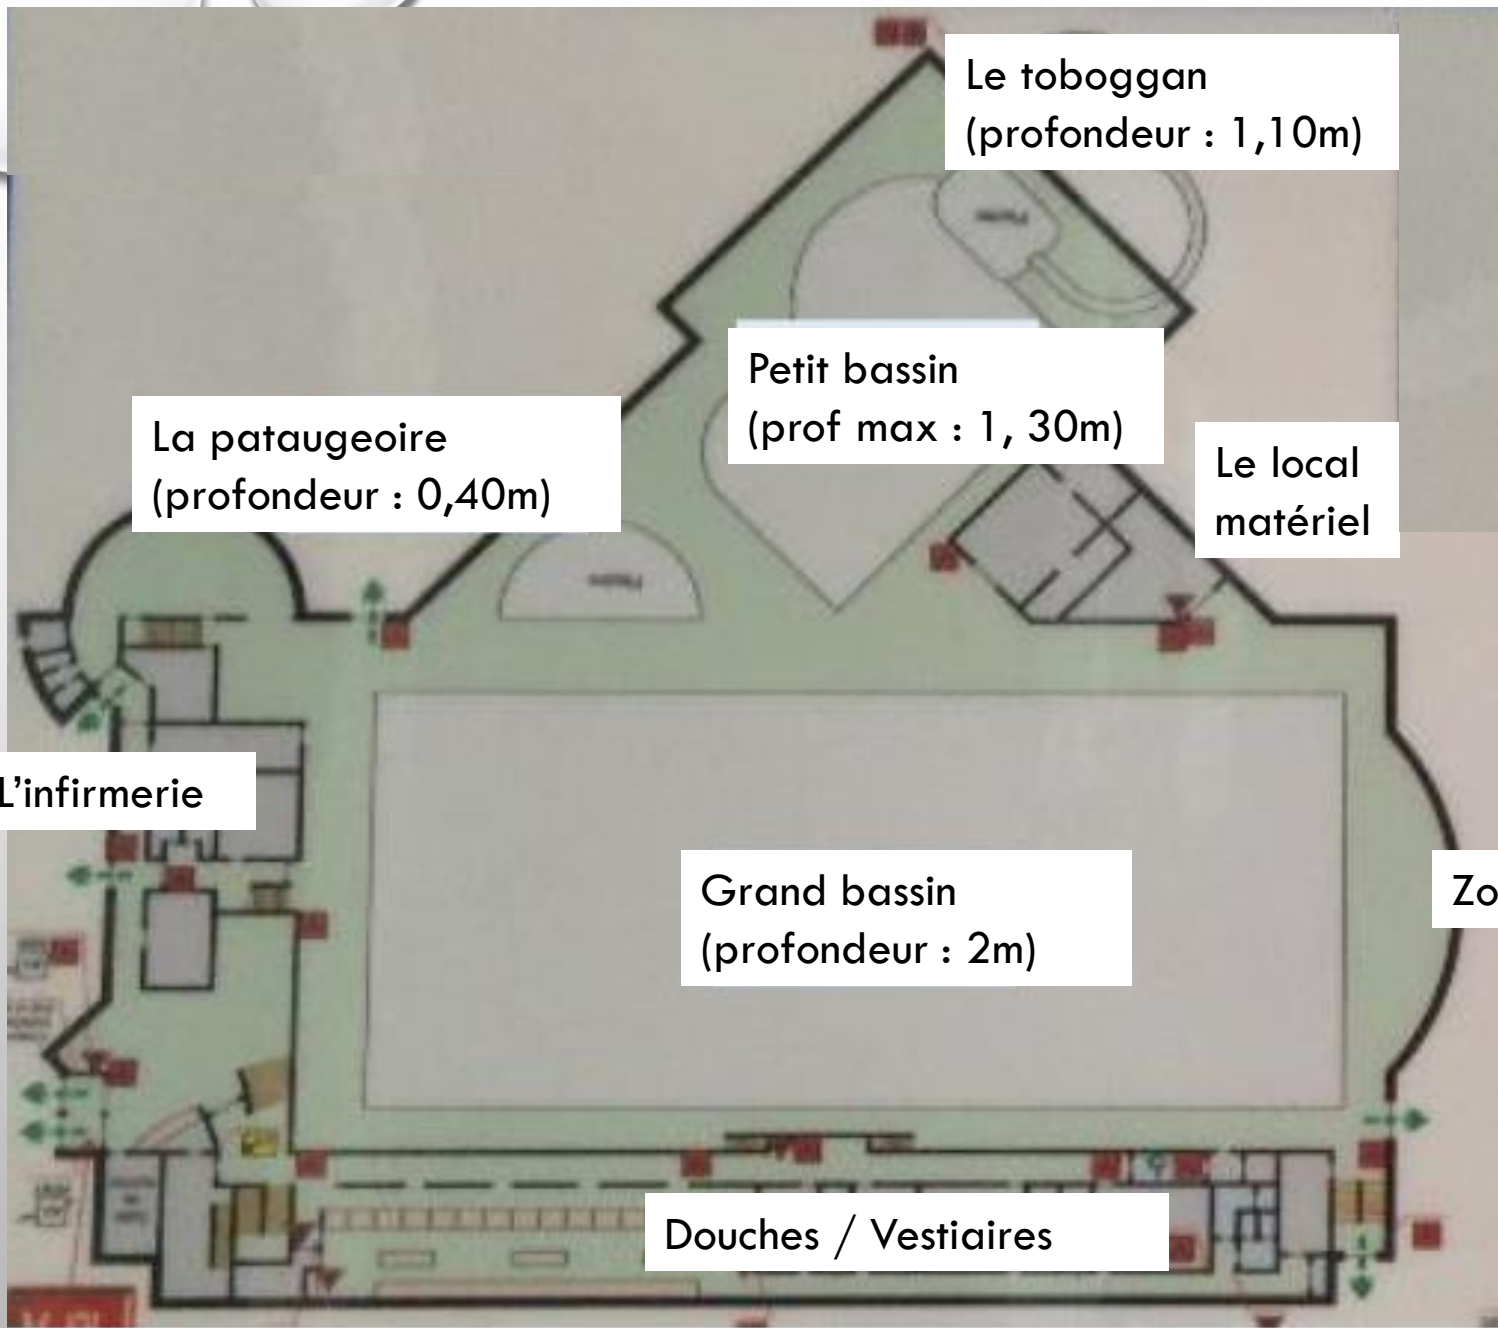 Le toboggan
(profondeur : 1,10m)
Petit bassin
(prof max : 1, 30m)
La pataugeoire
(profondeur : 0,40m)
Le local
matériel
L'infirmerie
Grand bassin
(profondeur : 2m)
Zo
Douches / Vestiaires